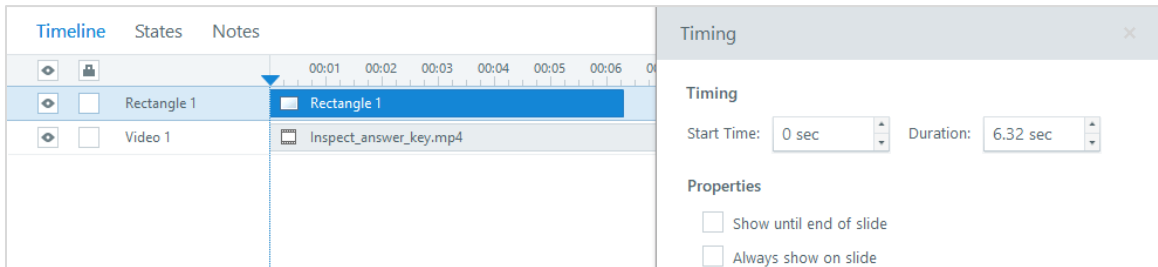 Timeline States Notes
00:01 00:02 00:03 00:04 00:05 00:06
Rectangle 1 Rectangle 1
Video 1 Inspect_answer_key.mp4
Timing
Timing
Start Time: 0 sec Duration: 6.32 sec
Properties
Show until end of slide
Always show on slide